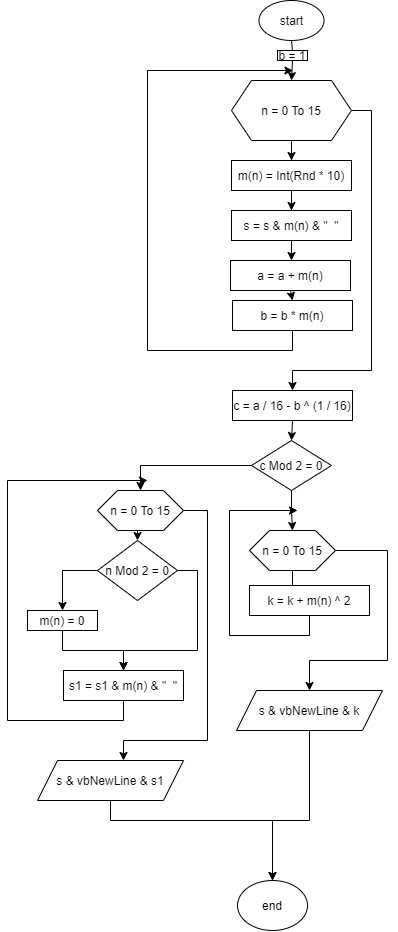 start
b = 1
n = 0 To 15
m(n) = Int(Rnd * 10)
s = s & m(n) & "  "
a = a + m(n)
b = b * m(n)
c = a / 16 - b ^ (1 / 16)
c Mod 2 = 0
n = 0 To 15
n = 0 To 15
n Mod 2 = 0
k = k + m(n) ^ 2
m(n) = 0
s1 = s1 & m(n) & "  "
s & vbNewLine & k
s & vbNewLine & s1
end